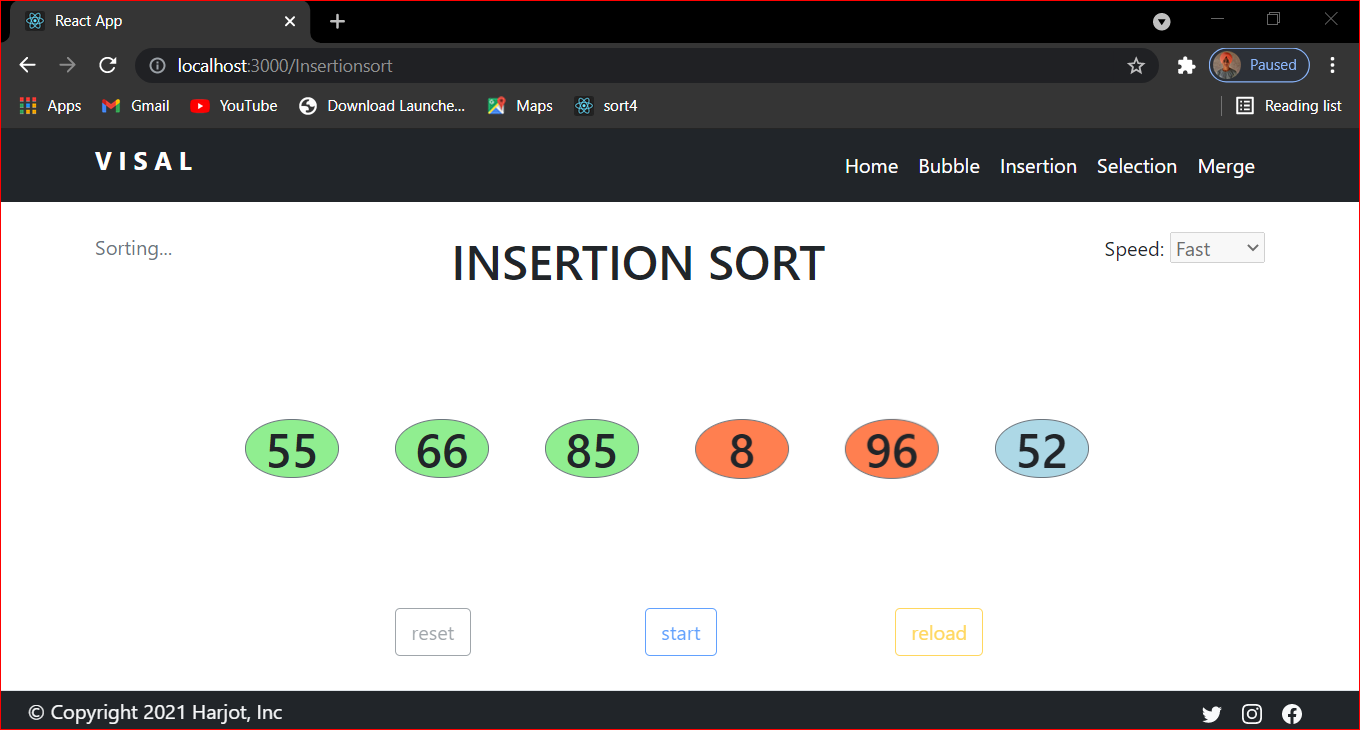 React App
localhost:3000/Insertionsort
Paused
Apps Gmail YouTube Download Launche... Maps sort4 Reading list
V I S A L
Home Bubble Insertion Selection Merge
Sorting...
INSERTION SORT
Speed: Fast
55 66 85 8 96 52
reset start reload
© Copyright 2021 Harjot, Inc